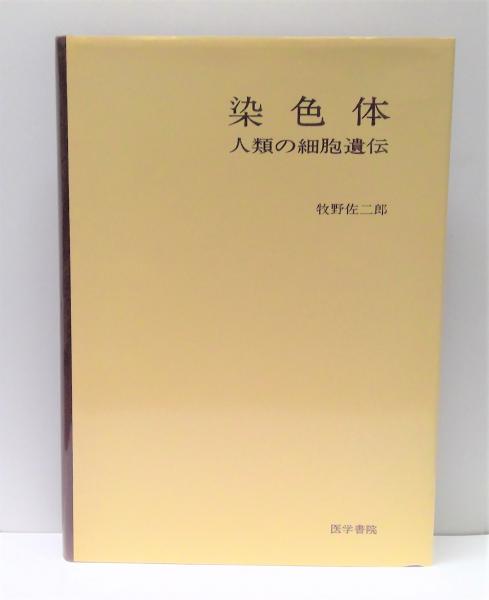 染色体
人類の細胞遺伝
牧野佐二郎
医学書院